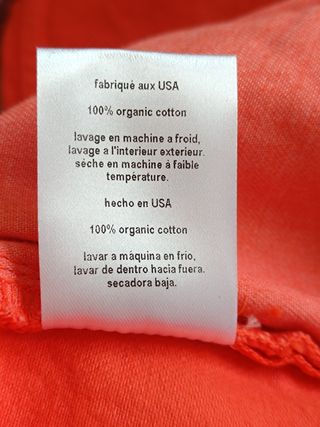 fabriqué aux USA
100% organic cotton
lavage en machine a froid,
lavage a l'interieur exterieur.
séche en machine á faible
température.
hecho en USA
100% organic cotton
lavar a máquina en frio,
lavar de dentro hacia fuera.
secadora baja.